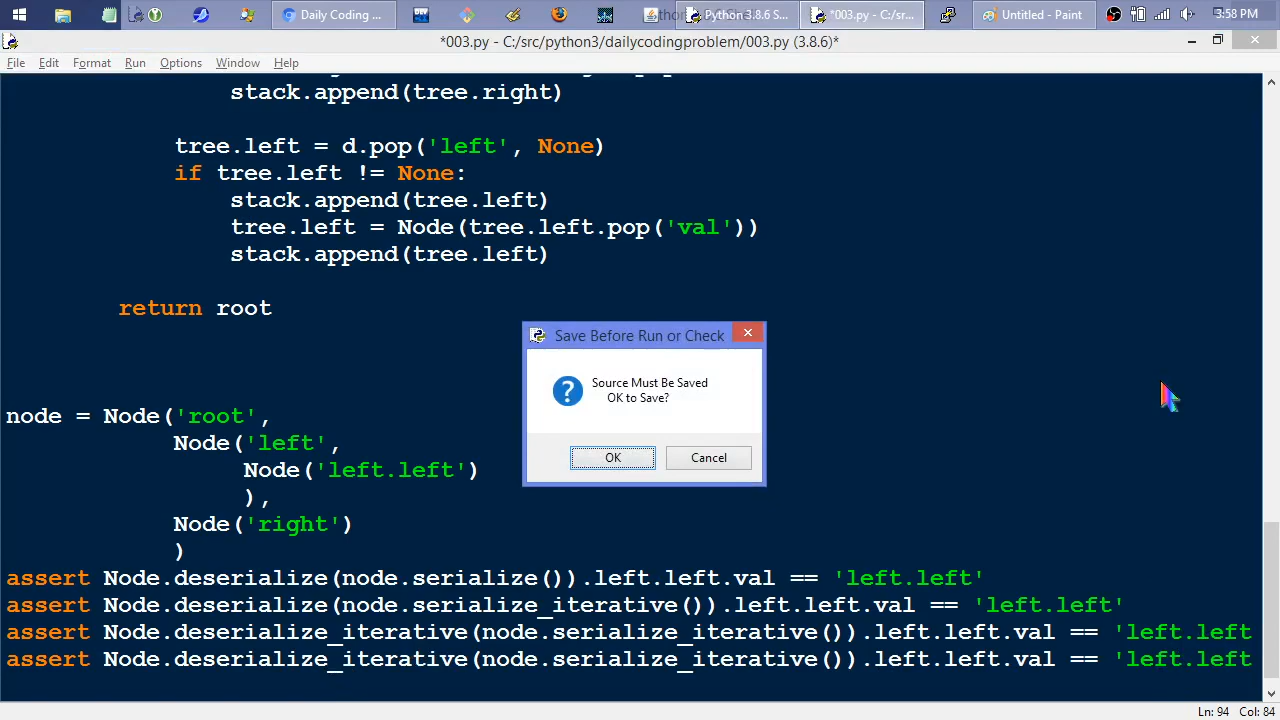 Daily Coding ...
Python 3.8.6 S...
*003.py - C:/sr...
Untitled - Paint
3:58 PM
*003.py - C:/src/python3/dailycodingproblem/003.py (3.8.6)*
File Edit Format Run Options Window Help
stack.append(tree.right)
tree.left = d.pop('left', None)
if tree.left != None:
stack.append(tree.left)
tree.left = Node(tree.left.pop('val'))
stack.append(tree.left)
return root
Save Before Run or Check
Source Must Be Saved
OK to Save?
OK Cancel
node = Node('root',
Node('left',
Node('left.left')
),
Node('right')
)
assert Node.deserialize(node.serialize()).left.left.val == 'left.left'
assert Node.deserialize(node.serialize_iterative()).left.left.val == 'left.left'
assert Node.deserialize_iterative(node.serialize_iterative()).left.left.val == 'left.left
assert Node.deserialize_iterative(node.serialize_iterative()).left.left.val == 'left.left
Ln: 94 Col: 84